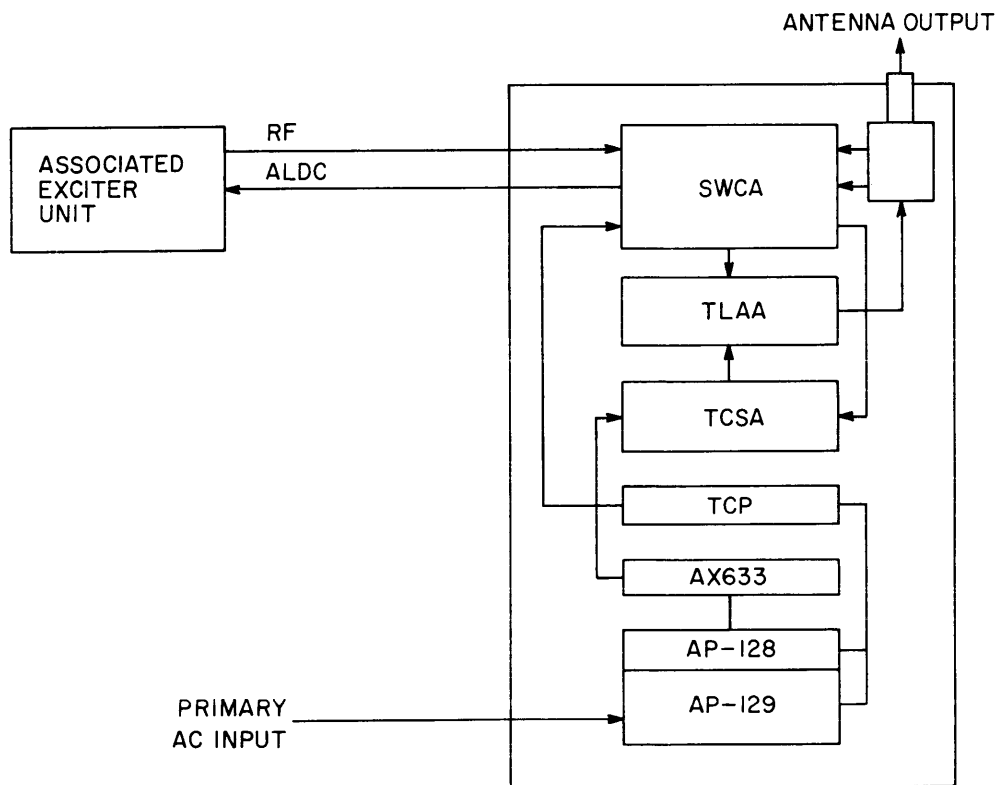 ANTENNA OUTPUT
ASSOCIATED
EXCITER
UNIT
RF
ALDC
SWCA
TLAA
TCSA
TCP
AX633
AP-128
AP-129
PRIMARY
AC INPUT